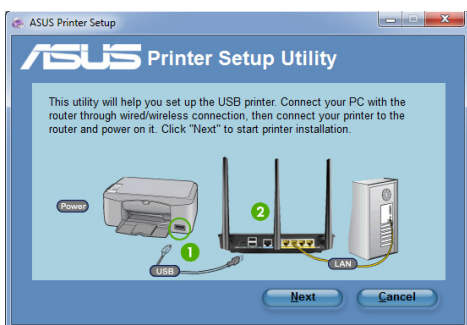 ASUS Printer Setup
ASUS Printer Setup Utility
This utility will help you set up the USB printer. Connect your PC with the
router through wired/wireless connection, then connect your printer to the
router and power on it. Click "Next" to start printer installation.
Power
2
1
USB
LAN
Next
Cancel